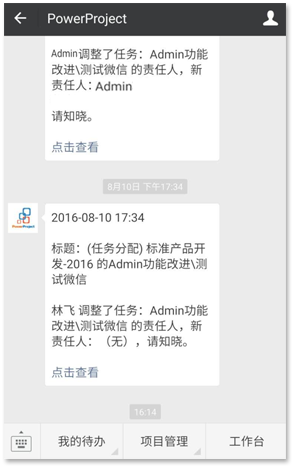 PowerProject
Admin调整了任务：Admin功能
改进\测试微信 的责任人，新
责任人：Admin
请知晓。
点击查看
8月10日 下午17:34
PowerProject
2016-08-10 17:34
标题：(任务分配) 标准产品开
发-2016 的Admin功能改进\测
试微信
林飞 调整了任务：Admin功能
改进\测试微信 的责任人，新
责任人：（无），请知晓。
点击查看
16:14
我的待办
项目管理
工作台